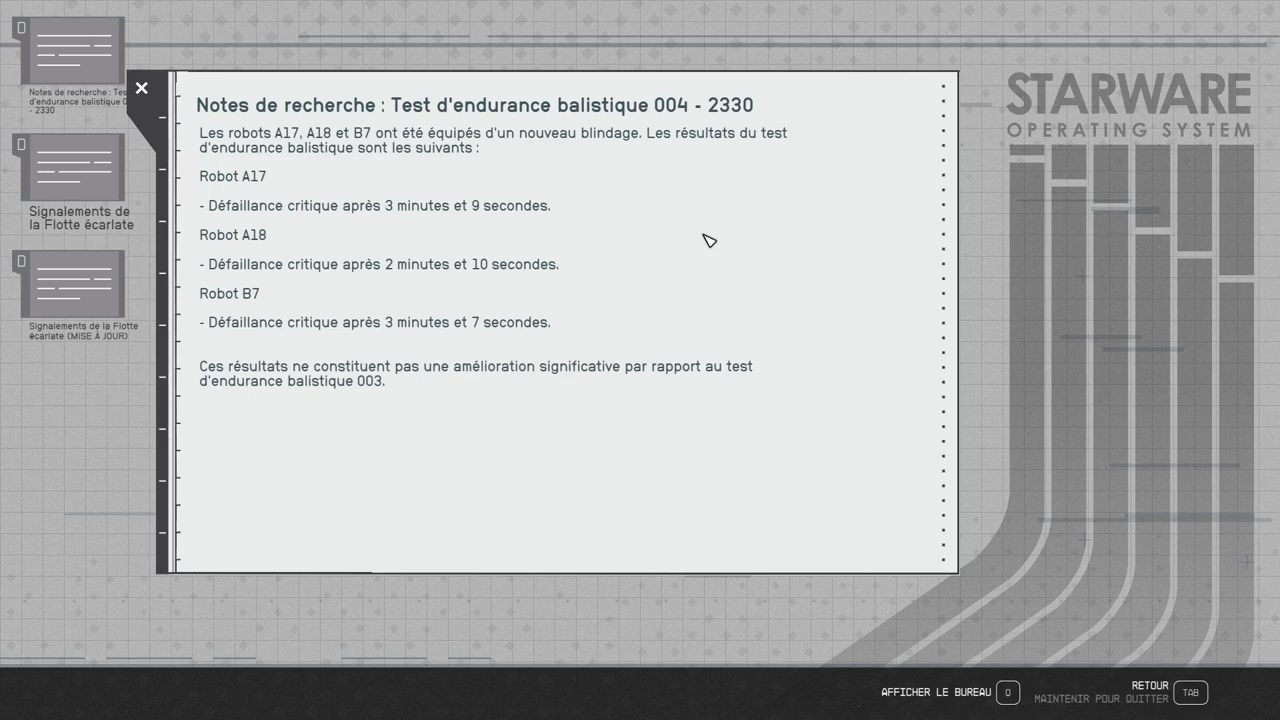 Notes de recherche : Tes
d'endurance balistique 0
- 2330
Signalements de
la Flotte écarlate
Signalements de la Flotte
écarlate (MISE À JOUR)
Notes de recherche : Test d'endurance balistique 004 - 2330
Les robots A17, A18 et B7 ont été équipés d'un nouveau blindage. Les résultats du test
d'endurance balistique sont les suivants :
Robot A17
- Défaillance critique après 3 minutes et 9 secondes.
Robot A18
- Défaillance critique après 2 minutes et 10 secondes.
Robot B7
- Défaillance critique après 3 minutes et 7 secondes.
Ces résultats ne constituent pas une amélioration significative par rapport au test
d'endurance balistique 003.
STARWARE
OPERATING SYSTEM
AFFICHER LE BUREAU O
RETOUR
MAINTENIR POUR QUITTER TAB